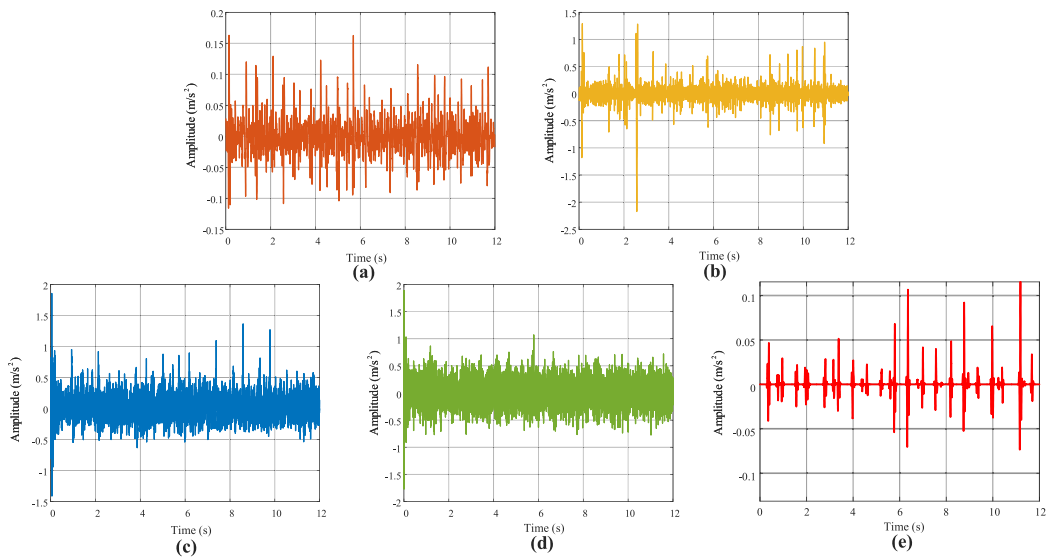 0.2
0.15
0.1
0.05
0
-0.05
-0.1
-0.15
Amplitude (m/s²)
0 2 4 6 8 10 12
Time (s)
(a)
1.5
1
0.5
0
-0.5
-1
-1.5
-2
-2.5
Amplitude (m/s²)
0 2 4 6 8 10 12
Time (s)
(b)
2
1.5
1
0.5
0
-0.5
-1
-1.5
Amplitude (m/s²)
0 2 4 6 8 10 12
Time (s)
(c)
2
1.5
1
0.5
0
-0.5
-1
-1.5
-2
Amplitude (m/s²)
0 2 4 6 8 10 12
Time (s)
(d)
0.1
0.05
0
-0.05
-0.1
Amplitude (m/s²)
0 2 4 6 8 10 12
Time (s)
(e)